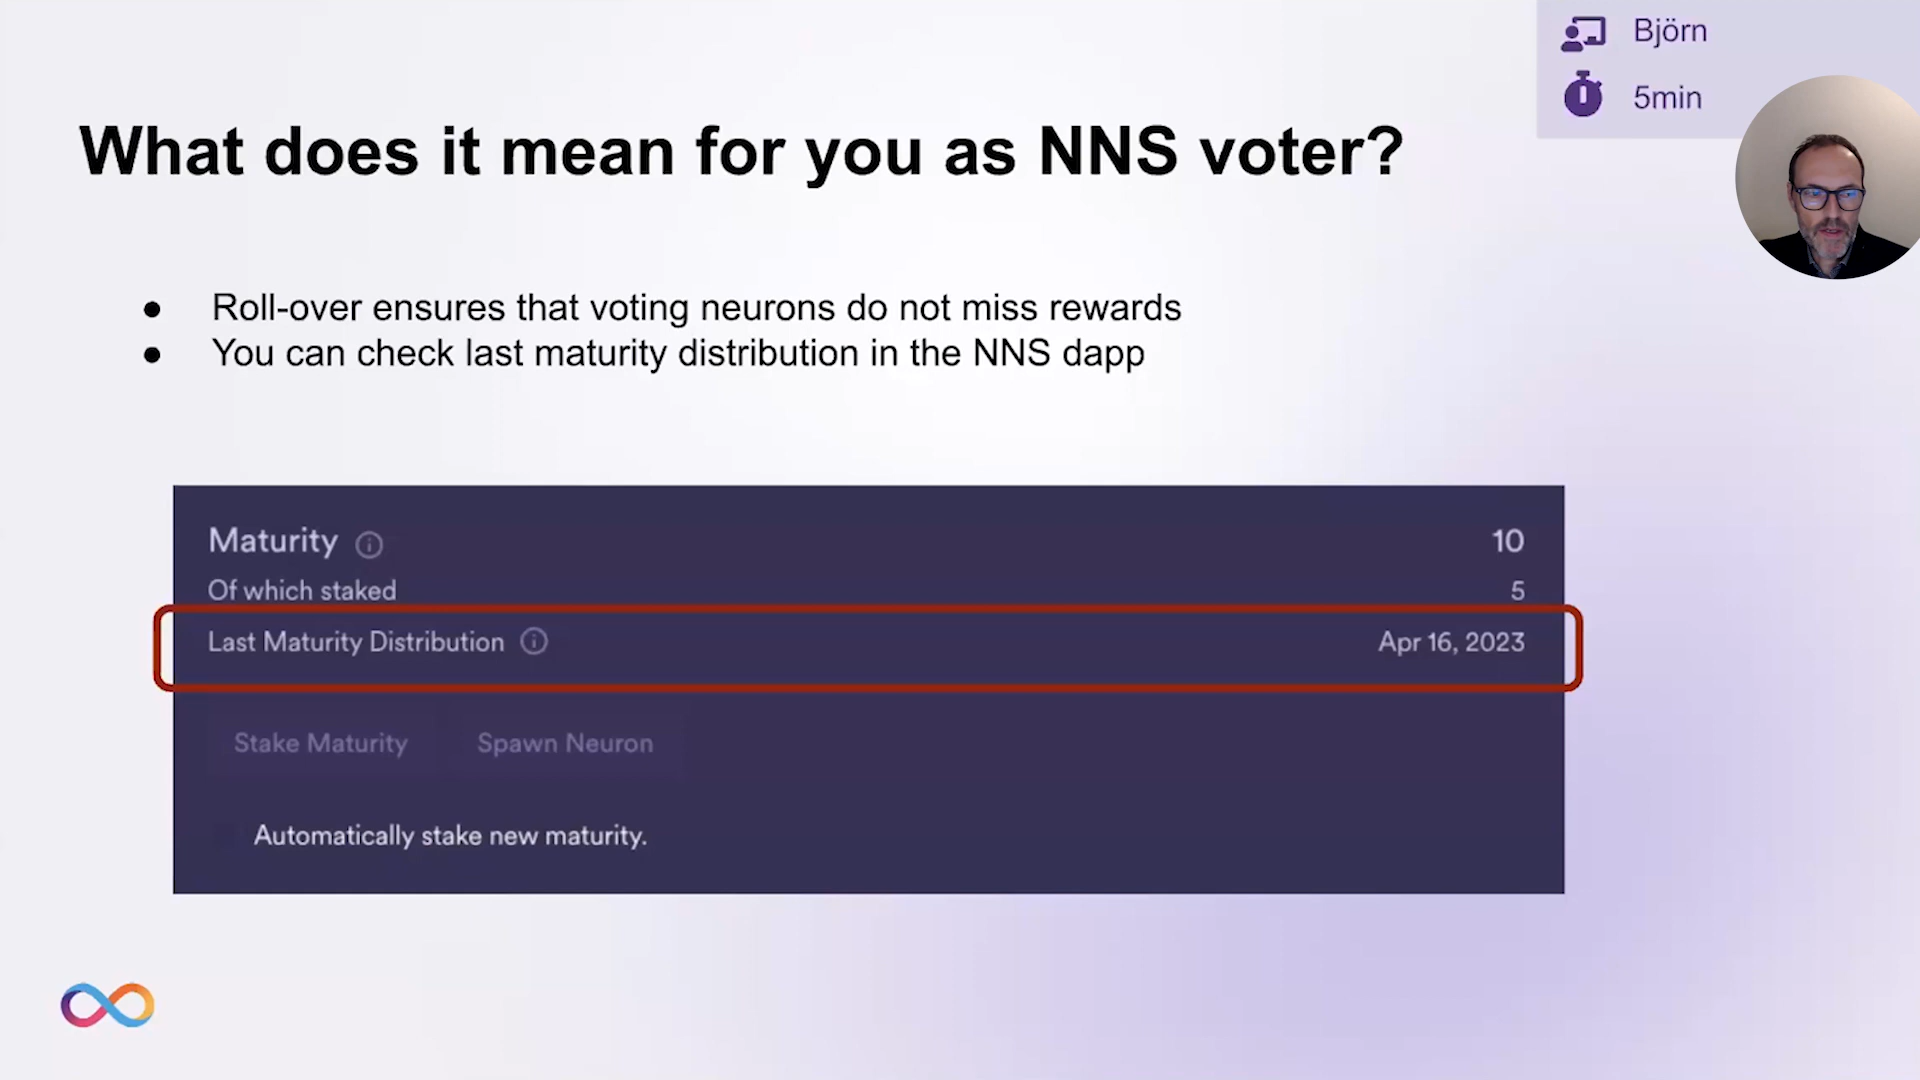 Björn
5min
What does it mean for you as NNS voter?
● Roll-over ensures that voting neurons do not miss rewards
● You can check last maturity distribution in the NNS dapp
Maturity 10
Of which staked 5
Last Maturity Distribution Apr 16, 2023
Stake Maturity Spawn Neuron
Automatically stake new maturity.